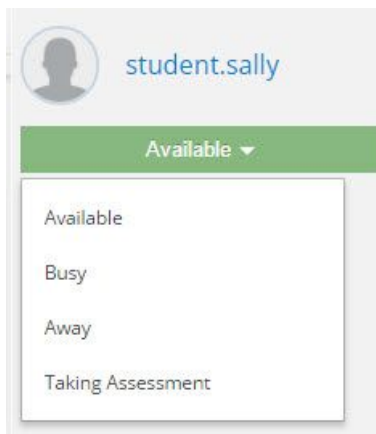 student.sally
Available
Available
Busy
Away
Taking Assessment